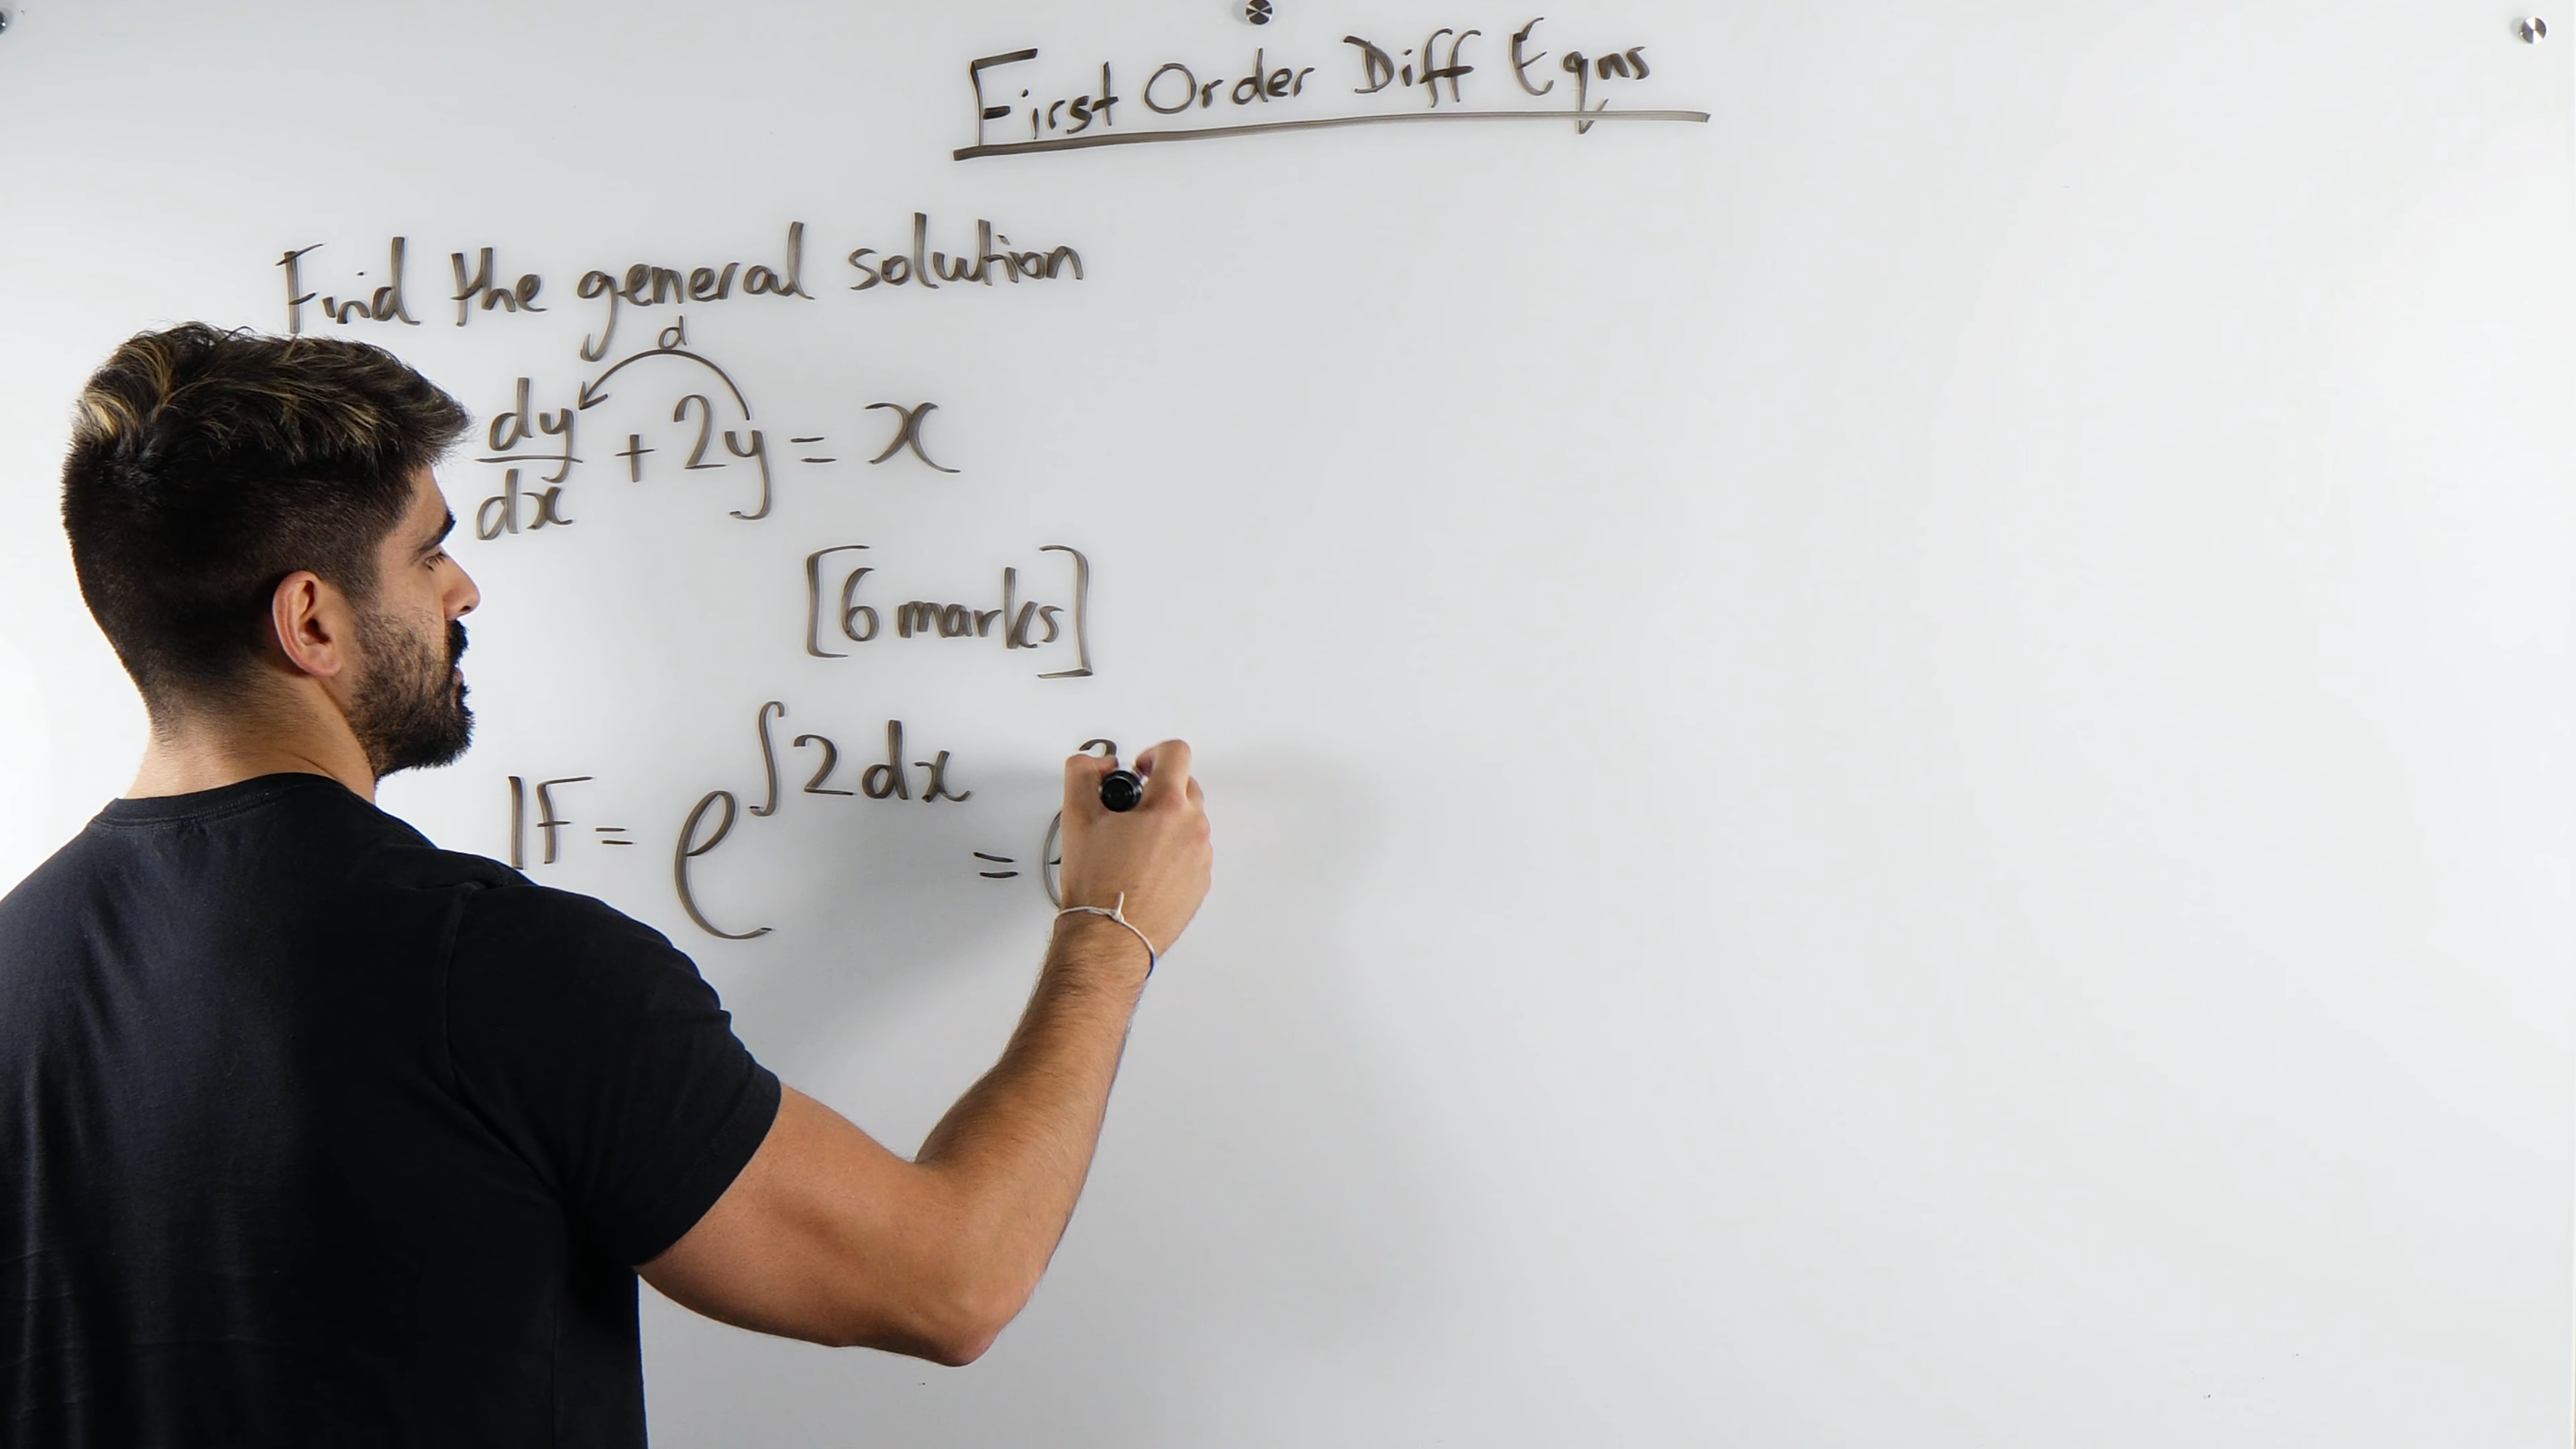 First Order Diff Eqns
Find the general solution
d
dy/dx + 2y = x
[6 marks]
IF = e^∫2dx =